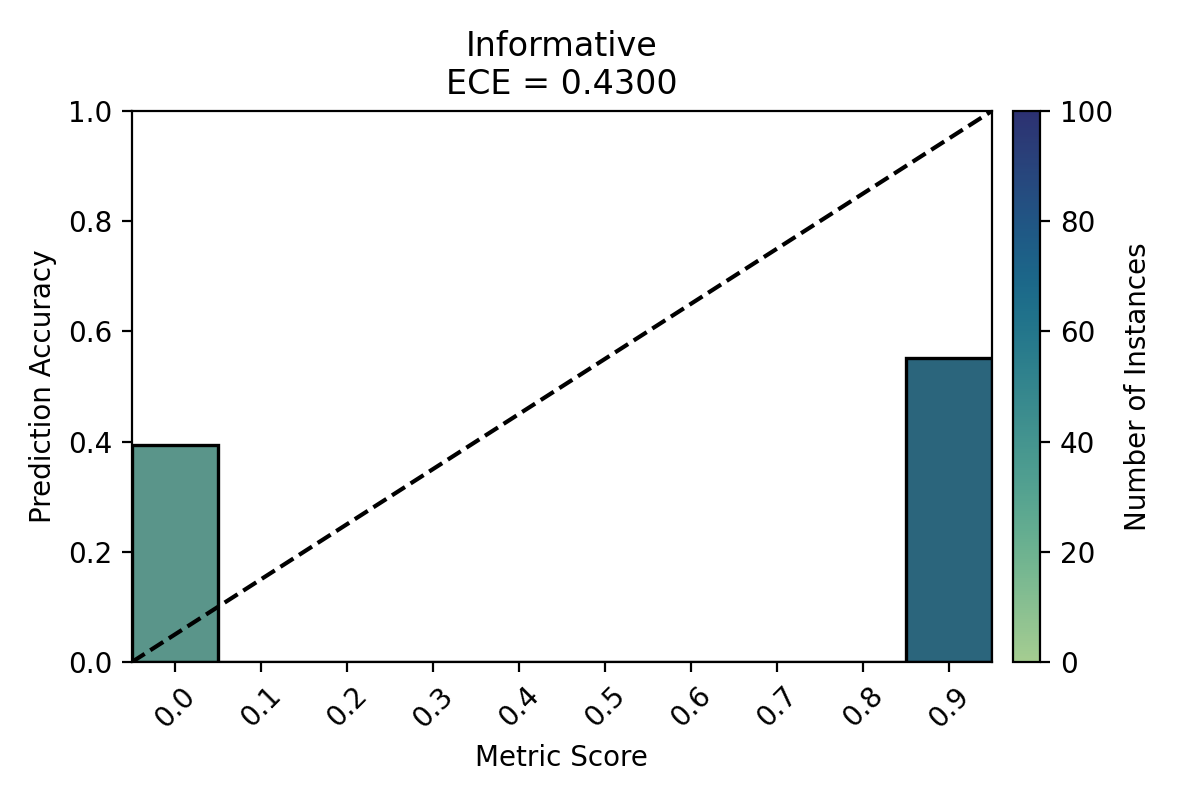 Informative
ECE = 0.4300
1.0
0.8
0.6
0.4
0.2
0.0
Prediction Accuracy
0.0 0.1 0.2 0.3 0.4 0.5 0.6 0.7 0.8 0.9
Metric Score
100
80
60
40
20
0
Number of Instances